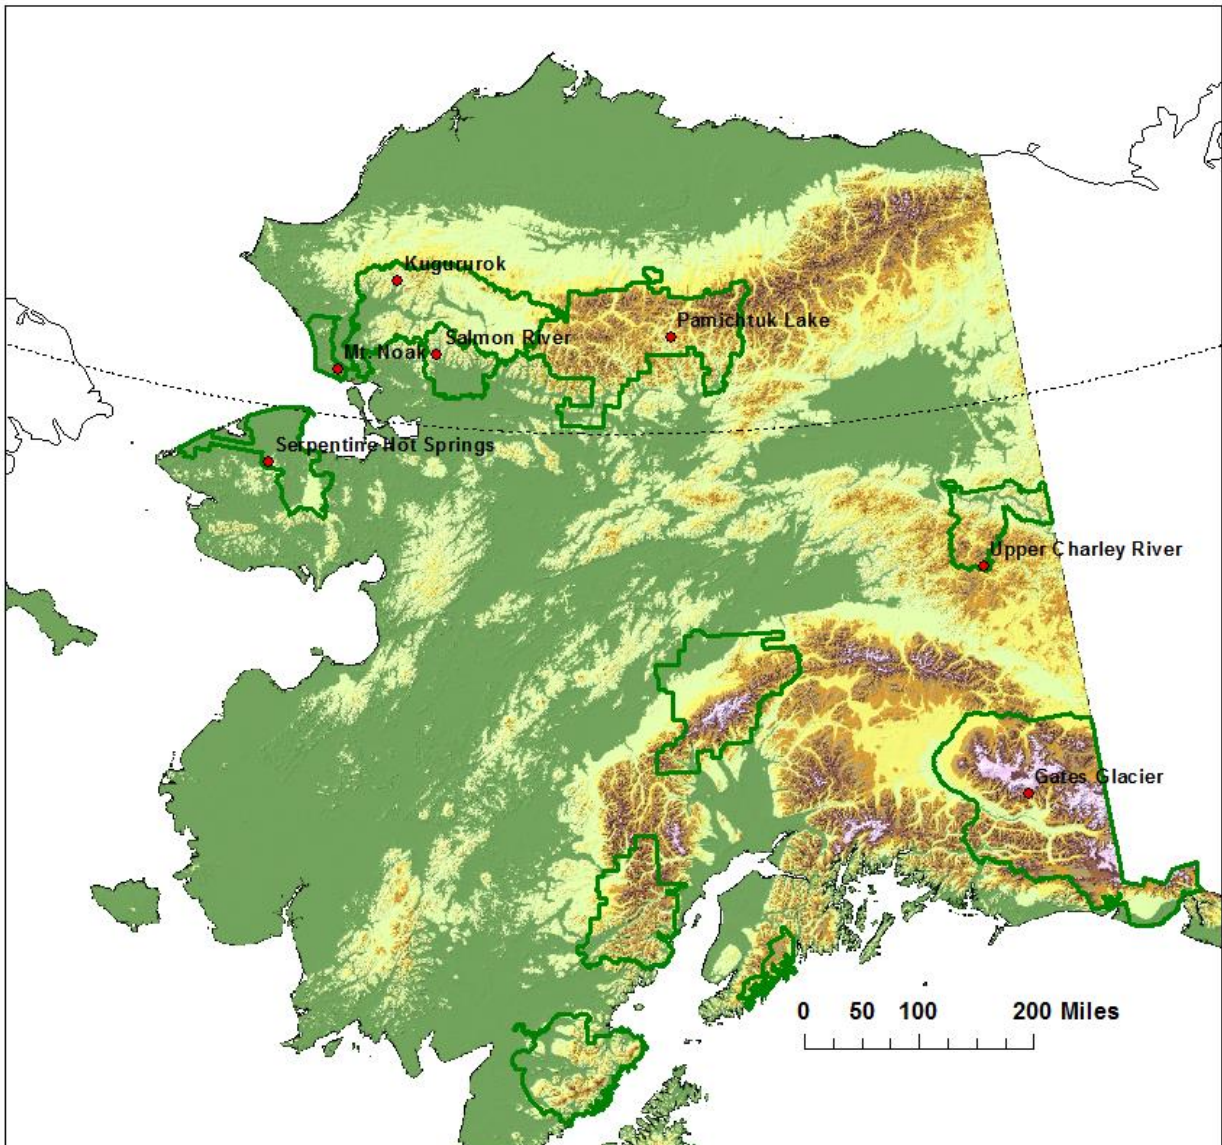 Kugururok
Pamichtuk Lake
Salmon River
Mt. Noak
Serpentine Hot Springs
Upper Charley River
Gates Glacier
0 50 100 200 Miles